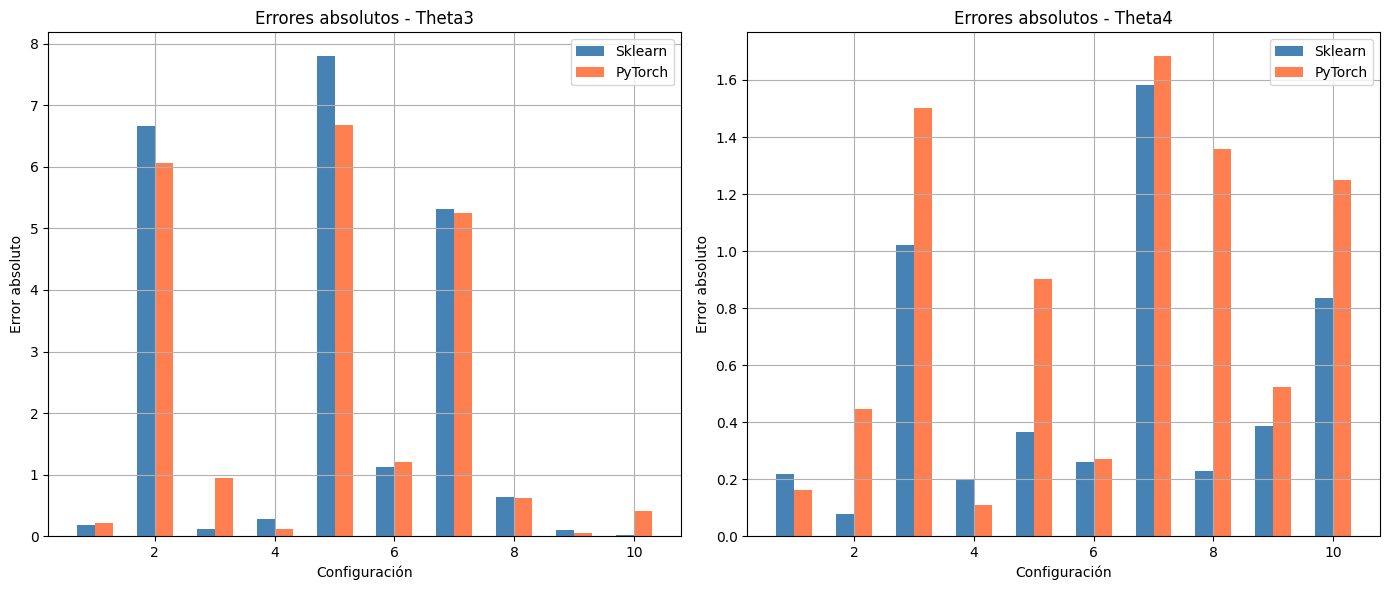 Errores absolutos - Theta3
Sklearn
PyTorch
8
7
6
5
4
3
2
1
0
Error absoluto
2
4
6
8
10
Configuración
Errores absolutos - Theta4
Sklearn
PyTorch
1.6
1.4
1.2
1.0
0.8
0.6
0.4
0.2
0.0
Error absoluto
2
4
6
8
10
Configuración